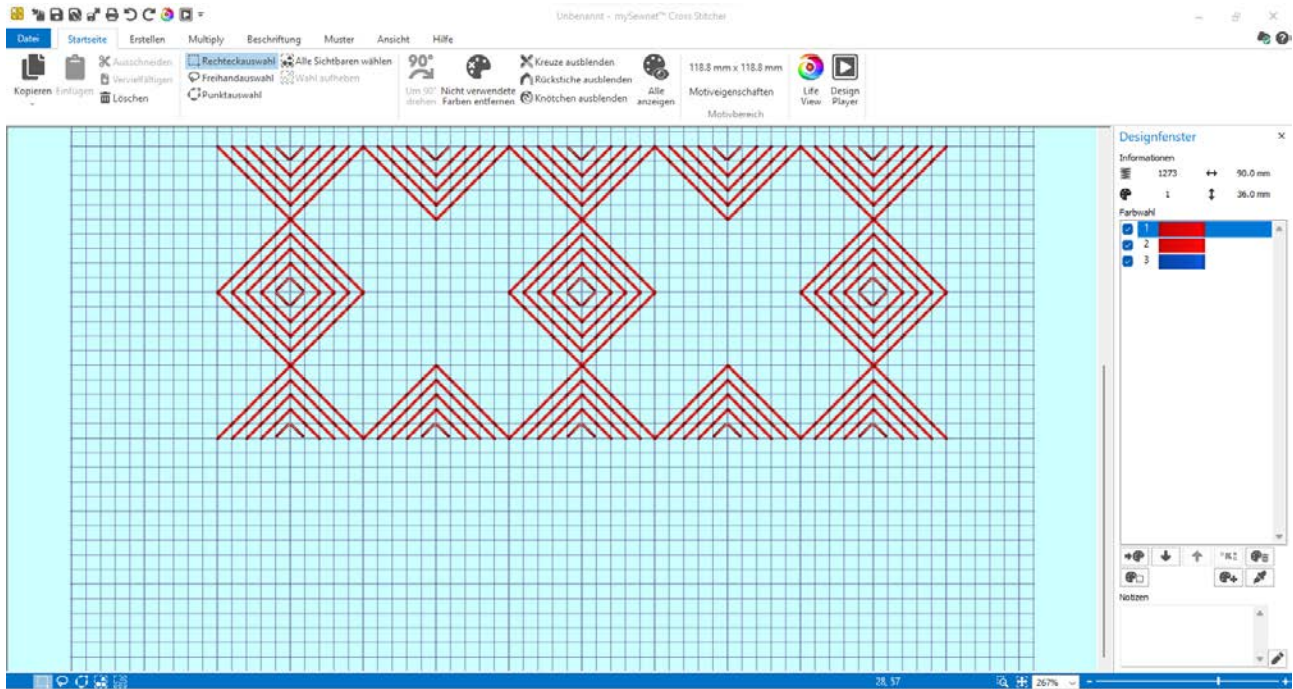 Unbenannt - mySewnet™ Cross Stitcher
Datei Startseite Erstellen Multiply Beschriftung Muster Ansicht Hilfe
Kopieren
Einfügen
Ausschneiden
Vervielfältigen
Löschen
Rechteckauswahl
Freihandauswahl
Punktauswahl
Alle Sichtbaren wählen
Wahl aufheben
90°
Um 90°
drehen
Nicht verwendete
Farben entfernen
Kreuze ausblenden
Rückstiche ausblenden
Knötchen ausblenden
Alle
anzeigen
118.8 mm x 118.8 mm
Motiveigenschaften
Motivbereich
Life
View
Design
Player
Designfenster
Informationen
1273 90.0 mm
1 36.0 mm
Farbwahl
1
2
3
Notizen
28, 57
267%